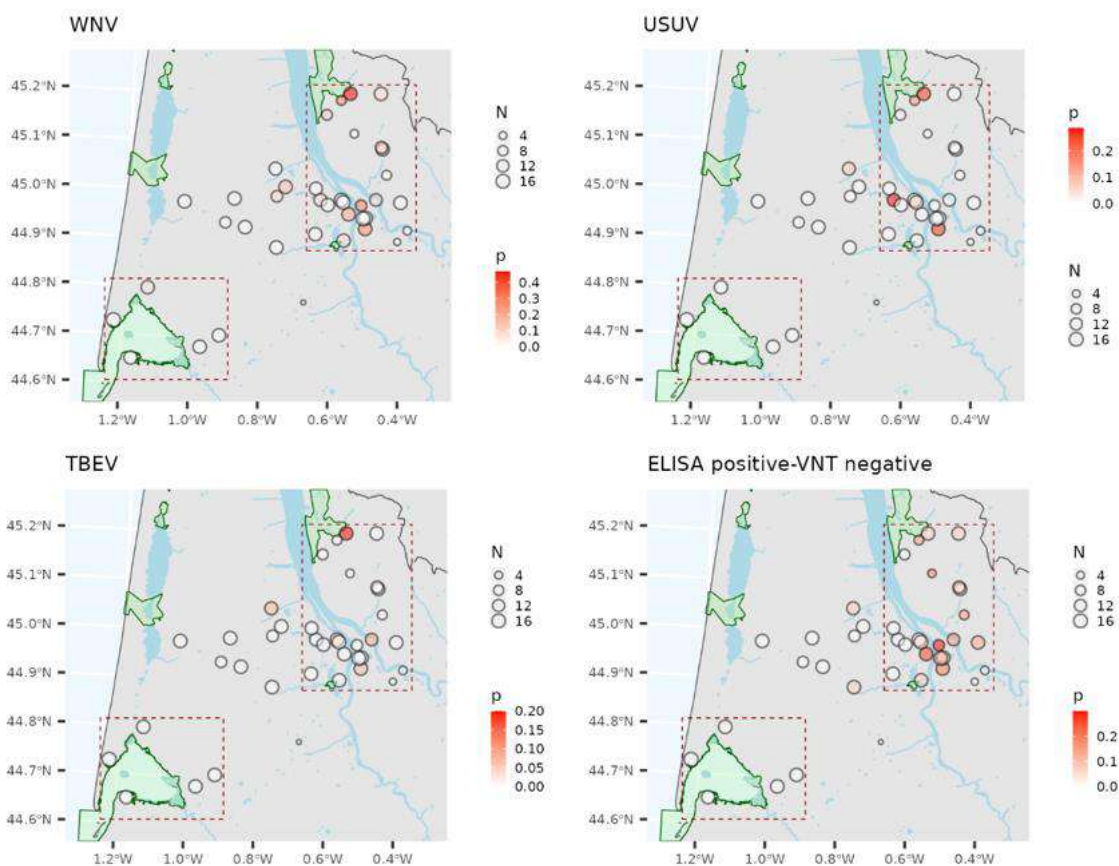 WNV
45.2°N
45.1°N
45.0°N
44.9°N
44.8°N
44.7°N
44.6°N
1.2°W 1.0°W 0.8°W 0.6°W 0.4°W
N
4
8
12
16
p
0.4
0.3
0.2
0.1
0.0
USUV
45.2°N
45.1°N
45.0°N
44.9°N
44.8°N
44.7°N
44.6°N
1.2°W 1.0°W 0.8°W 0.6°W 0.4°W
p
0.2
0.1
0.0
N
4
8
12
16
TBEV
45.2°N
45.1°N
45.0°N
44.9°N
44.8°N
44.7°N
44.6°N
1.2°W 1.0°W 0.8°W 0.6°W 0.4°W
N
4
8
12
16
p
0.20
0.15
0.10
0.05
0.00
ELISA positive-VNT negative
45.2°N
45.1°N
45.0°N
44.9°N
44.8°N
44.7°N
44.6°N
1.2°W 1.0°W 0.8°W 0.6°W 0.4°W
N
4
8
12
16
p
0.2
0.1
0.0